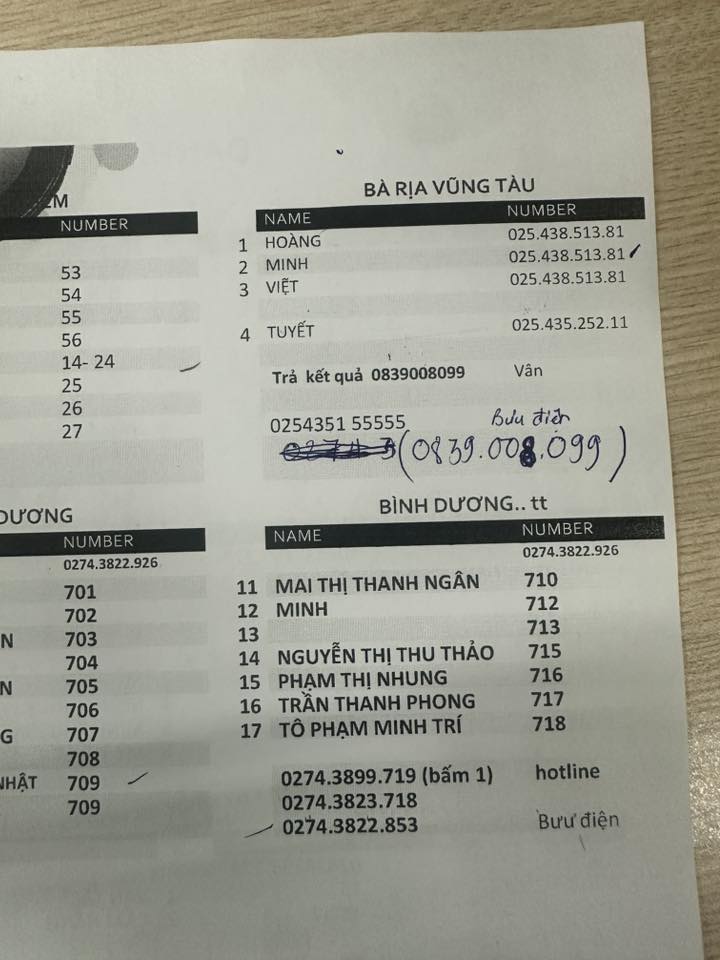 EM
NUMBER
53
54
55
56
14- 24
25
26
27
BÀ RỊA VŨNG TÀU
NAME NUMBER
1 HOÀNG 025.438.513.81
2 MINH 025.438.513.81
3 VIỆT 025.438.513.81
4 TUYẾT 025.435.252.11
Trả kết quả 0839008099 Vân
0254351 55555 Bưu điện
(0839.008.099)
DƯƠNG
NUMBER
0274.3822.926
701
702
N 703
704
N 705
706
G 707
708
NHẬT 709
709
BÌNH DƯƠNG.. tt
NAME NUMBER
0274.3822.926
11 MAI THỊ THANH NGÂN 710
12 MINH 712
13 713
14 NGUYỄN THỊ THU THẢO 715
15 PHẠM THỊ NHUNG 716
16 TRẦN THANH PHONG 717
17 TÔ PHẠM MINH TRÍ 718
0274.3899.719 (bấm 1) hotline
0274.3823.718
0274.3822.853 Bưu điện